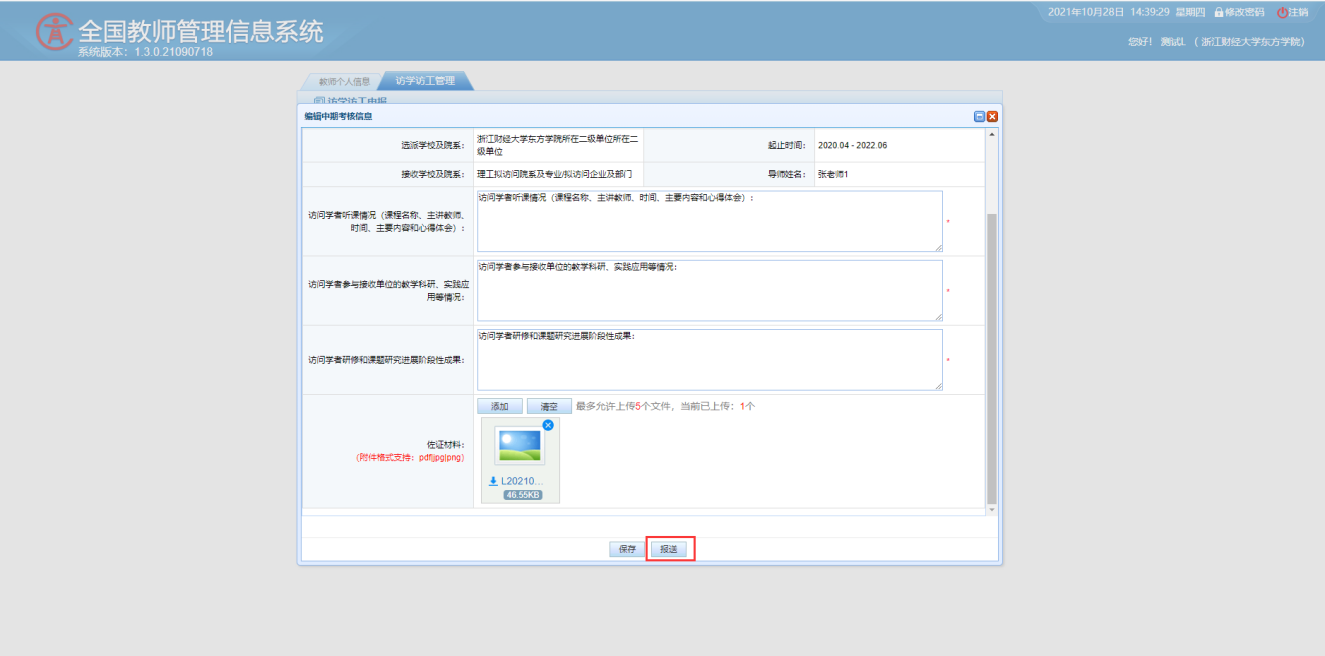 2021年10月28日 14:39:29 星期四 修改密码 注销
全国教师管理信息系统
系统版本：1.3.0.21090718
您好! 测试L （ 浙江财经大学东方学院）
教师个人信息 访学访工管理
访学访工申报
编辑中期考核信息
选派学校及院系： 浙江财经大学东方学院所在二级单位所在二
级单位
起止时间： 2020.04 - 2022.06
接收学校及院系： 理工拟访问院系及专业/拟访问企业及部门 导师姓名： 张老师1
访问学者听课情况（课程名称、主讲教师、
时间、主要内容和心得体会）：
访问学者听课情况（课程名称、主讲教师、时间、主要内容和心得体会）：
*
访问学者参与接收单位的教学科研、实践应
用等情况：
访问学者参与接收单位的教学科研、实践应用等情况：
*
访问学者研修和课题研究进展阶段性成果：
访问学者研修和课题研究进展阶段性成果：
*
佐证材料：
（附件格式支持：pdf|jpg|png）
添加 清空 最多允许上传5个文件，当前已上传：1个
L20210...
46.55KB
保存 报送